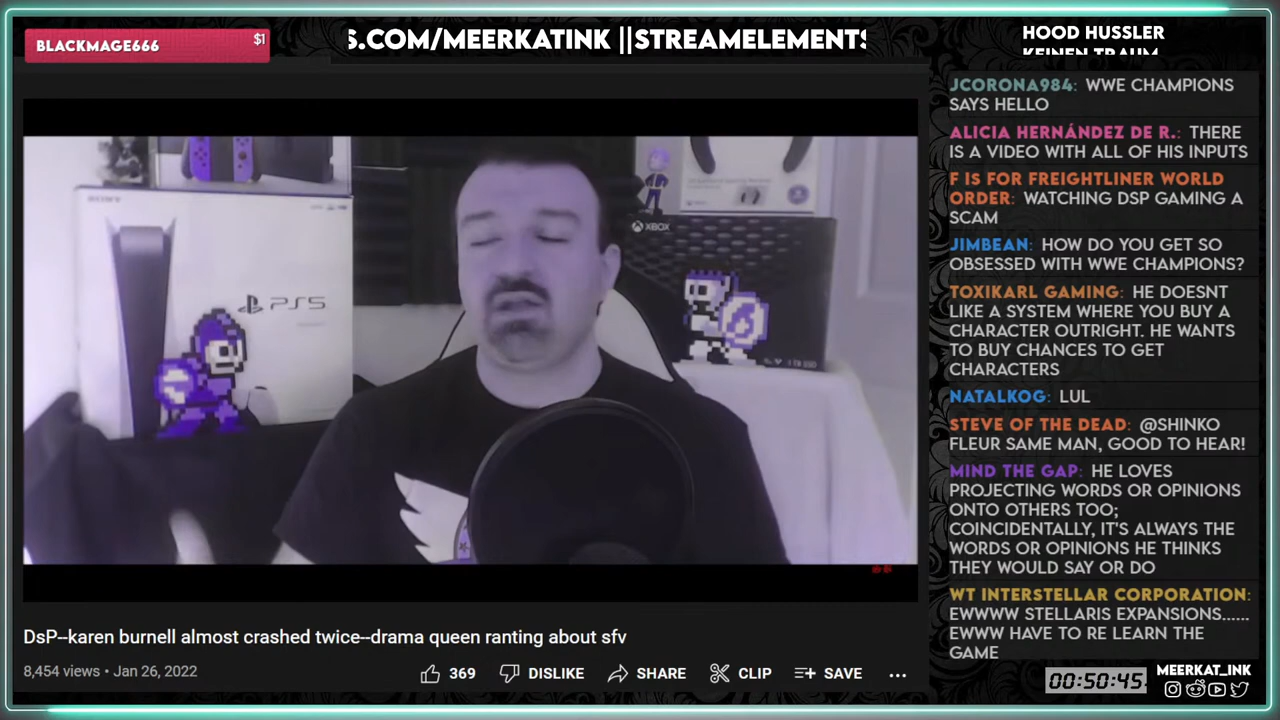 BLACKMAGE666
$1
S.COM/MEERKATINK ||STREAMELEMENTS
HOOD HUSSLER
KEINEN TRAUM
JCORONA984: WWE CHAMPIONS
SAYS HELLO
ALICIA HERNÁNDEZ DE R.: THERE
IS A VIDEO WITH ALL OF HIS INPUTS
F IS FOR FREIGHTLINER WORLD
ORDER: WATCHING DSP GAMING A
SCAM
JIMBEAN: HOW DO YOU GET SO
OBSESSED WITH WWE CHAMPIONS?
TOXIKARL GAMING: HE DOESNT
LIKE A SYSTEM WHERE YOU BUY A
CHARACTER OUTRIGHT. HE WANTS
TO BUY CHANCES TO GET
CHARACTERS
NATALKOG: LUL
STEVE OF THE DEAD: @SHINKO
FLEUR SAME MAN, GOOD TO HEAR!
MIND THE GAP: HE LOVES
PROJECTING WORDS OR OPINIONS
ONTO OTHERS TOO;
COINCIDENTALLY, IT'S ALWAYS THE
WORDS OR OPINIONS HE THINKS
THEY WOULD SAY OR DO
WT INTERSTELLAR CORPORATION:
EWWWW STELLARIS EXPANSIONS......
EWWW HAVE TO RE LEARN THE
GAME
SONY
PS5
XBOX
DsP--karen burnell almost crashed twice--drama queen ranting about sfv
8,454 views • Jan 26, 2022
369
DISLIKE
SHARE
CLIP
SAVE
...
00:50:45
MEERKAT_INK